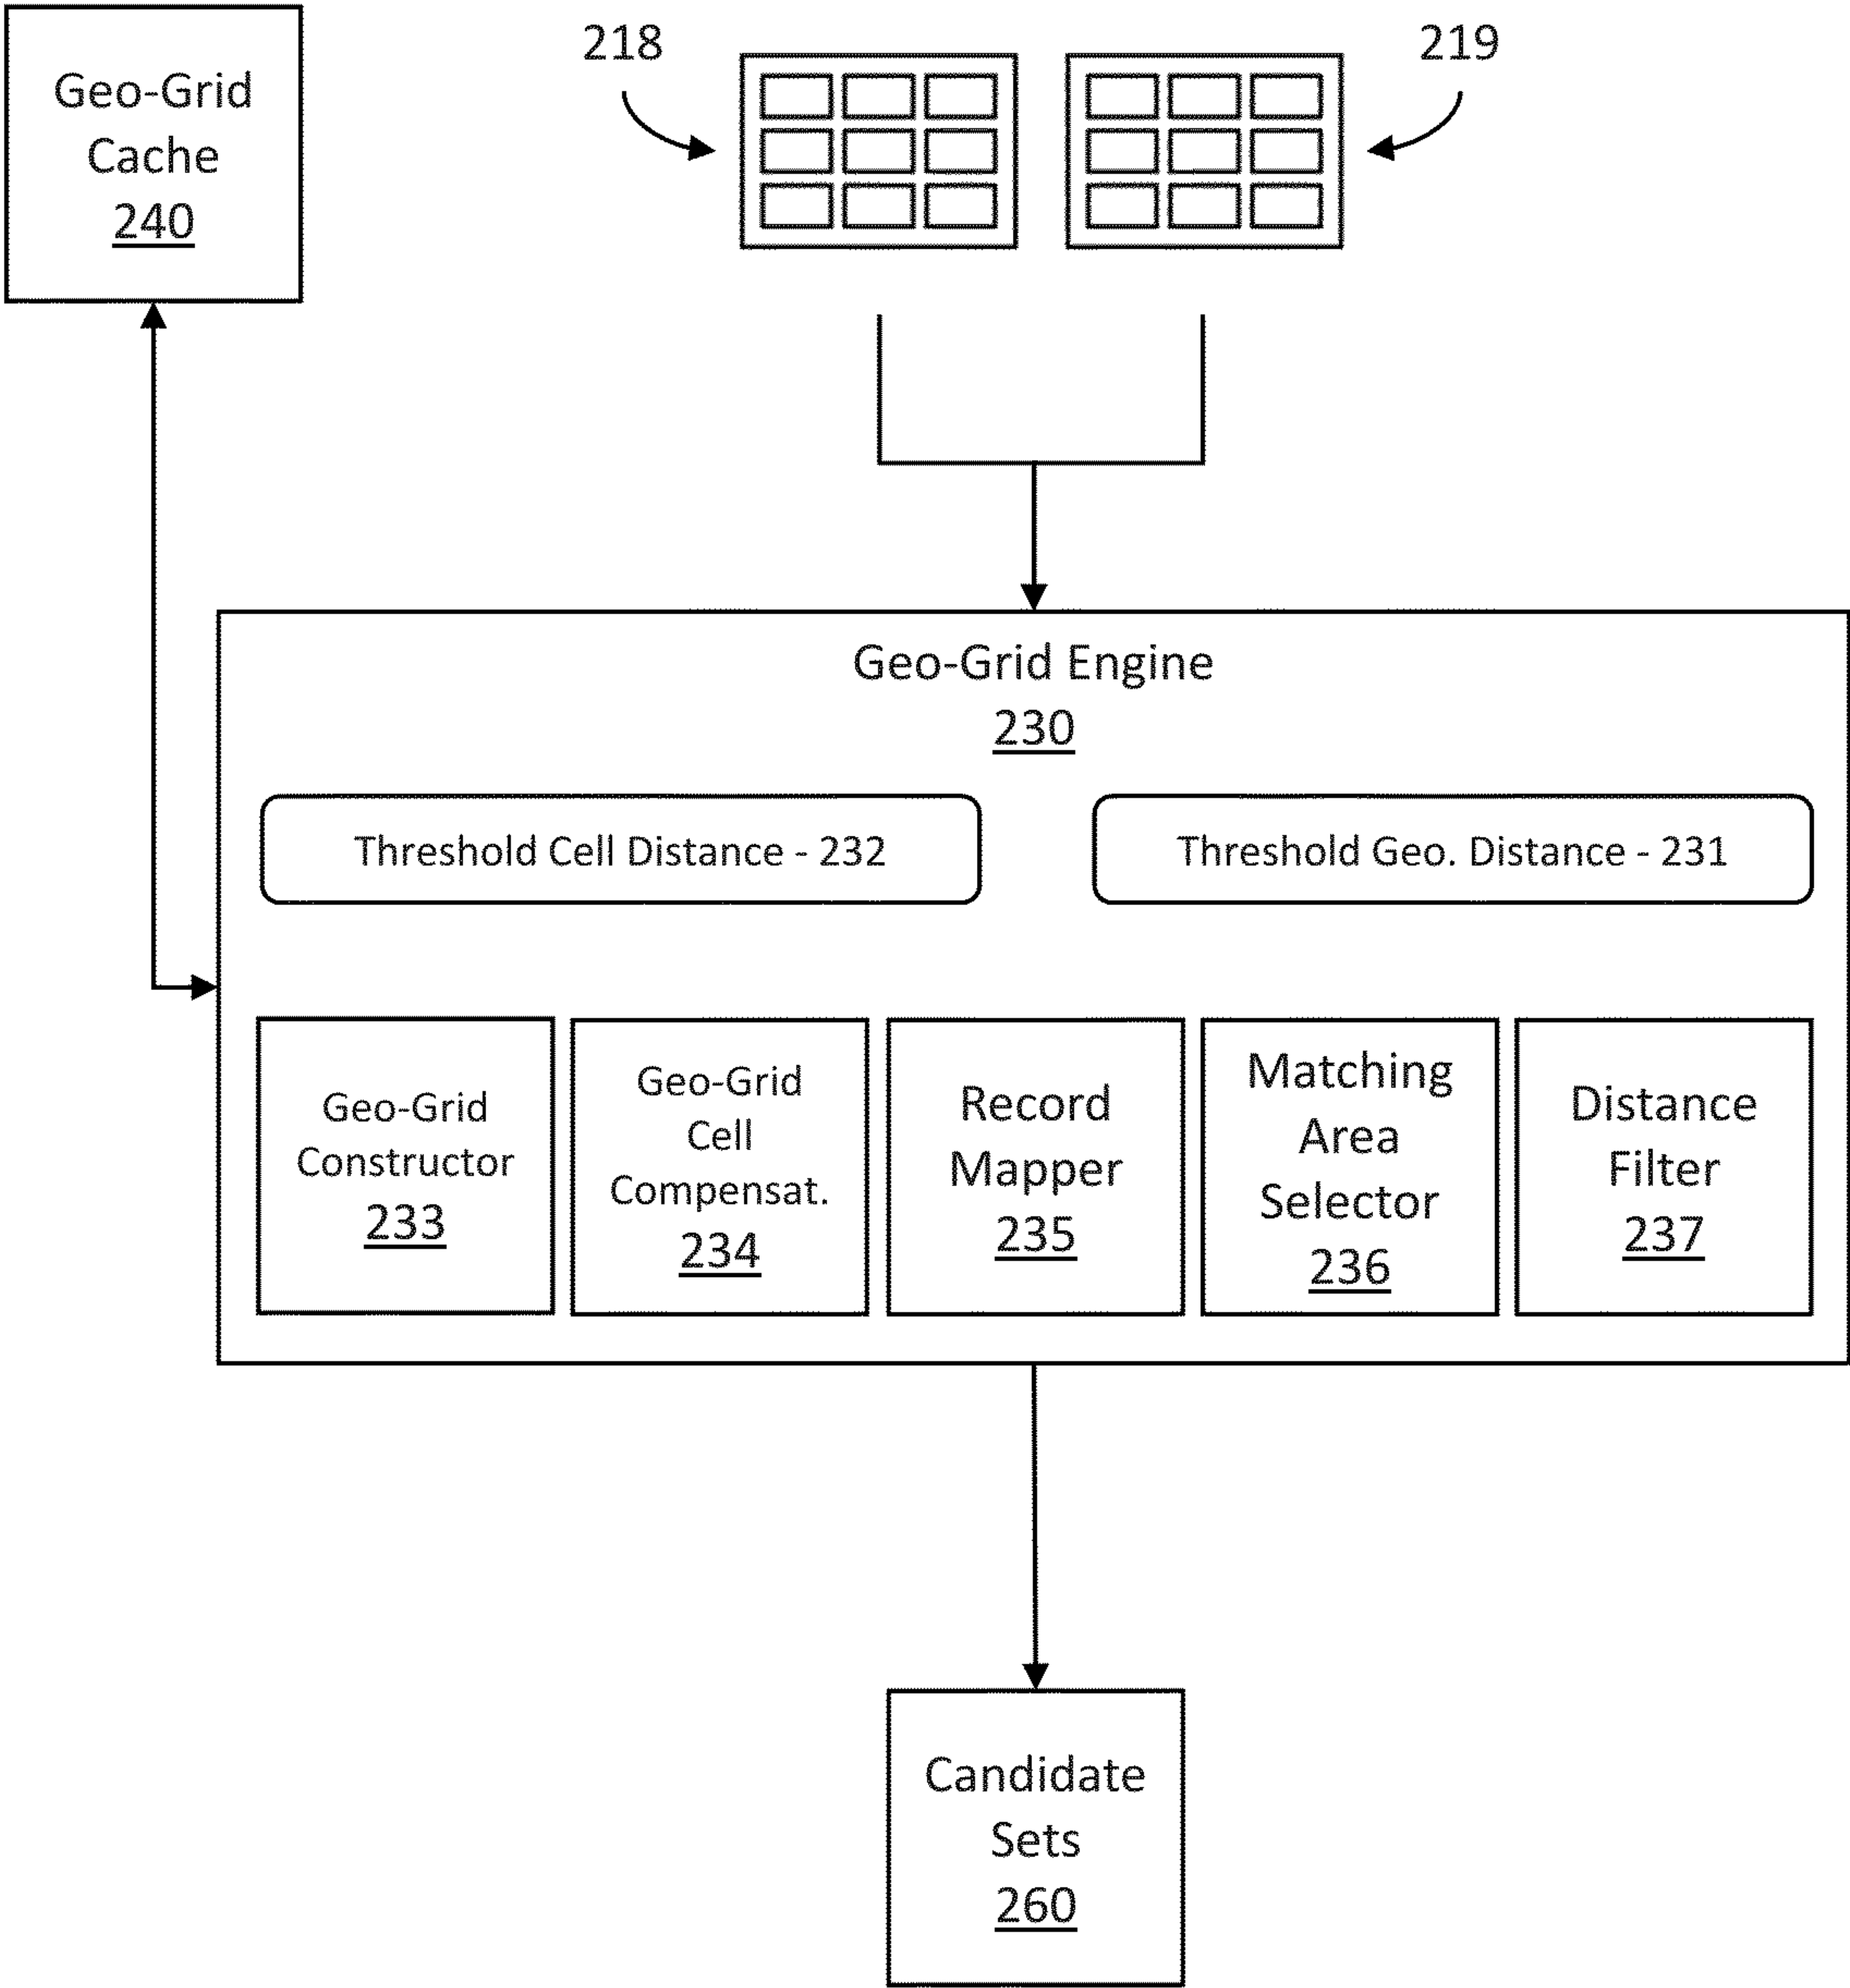 Geo-Grid
Cache
240
218
219
Geo-Grid Engine
230
Threshold Cell Distance - 232
Threshold Geo. Distance - 231
Geo-Grid
Constructor
233
Geo-Grid
Cell
Compensat.
234
Record
Mapper
235
Matching
Area
Selector
236
Distance
Filter
237
Candidate
Sets
260